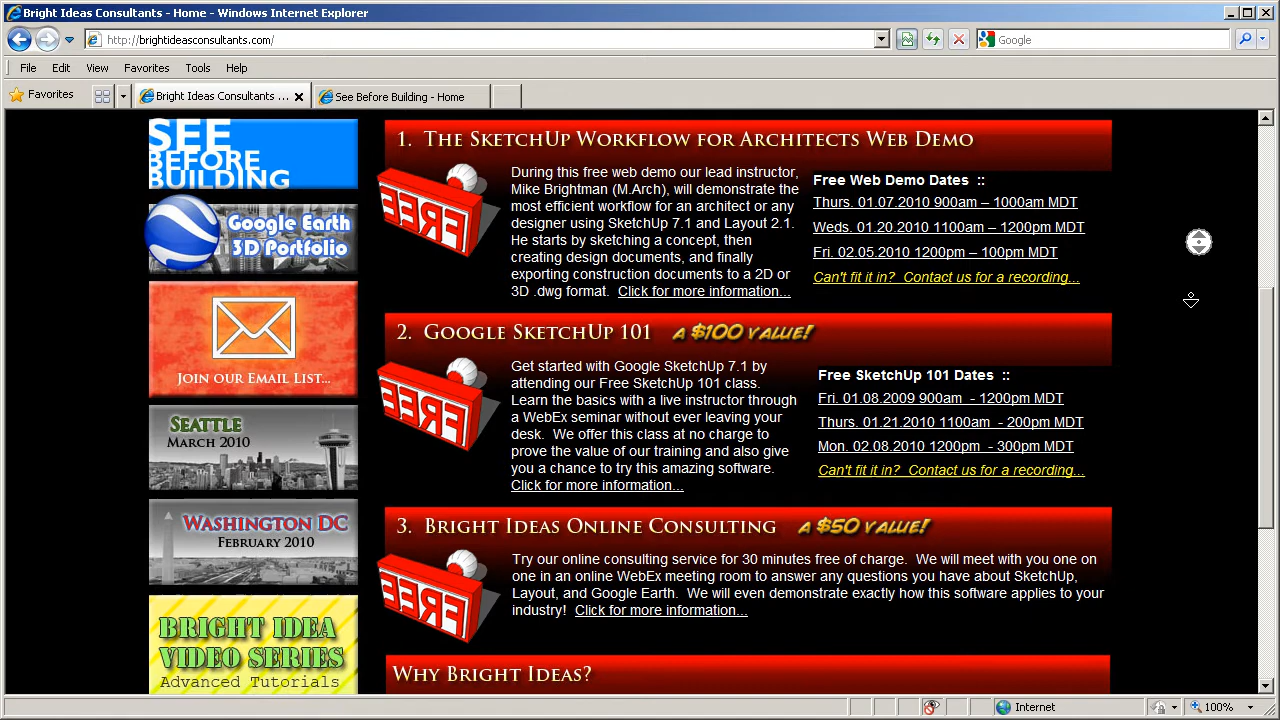 Bright Ideas Consultants - Home - Windows Internet Explorer
http://brightideasconsultants.com/
Google
File Edit View Favorites Tools Help
Favorites
Bright Ideas Consultants ...
See Before Building - Home
SEE
BEFORE
BUILDING
Google Earth
3D Portfolio
Join our Email List...
Seattle
March 2010
Washington DC
February 2010
BRIGHT IDEA
VIDEO SERIES
Advanced Tutorials
1. The SketchUp Workflow for Architects Web Demo
FREE
During this free web demo our lead instructor,
Mike Brightman (M.Arch), will demonstrate the
most efficient workflow for an architect or any
designer using SketchUp 7.1 and Layout 2.1.
He starts by sketching a concept, then
creating design documents, and finally
exporting construction documents to a 2D or
3D .dwg format. Click for more information...
Free Web Demo Dates ::
Thurs. 01.07.2010 900am – 1000am MDT
Weds. 01.20.2010 1100am – 1200pm MDT
Fri. 02.05.2010 1200pm – 100pm MDT
Can't fit it in? Contact us for a recording...
2. Google SketchUp 101 A $100 VALUE!
FREE
Get started with Google SketchUp 7.1 by
attending our Free SketchUp 101 class.
Learn the basics with a live instructor through
a WebEx seminar without ever leaving your
desk. We offer this class at no charge to
prove the value of our training and also give
you a chance to try this amazing software.
Click for more information...
Free SketchUp 101 Dates ::
Fri. 01.08.2009 900am - 1200pm MDT
Thurs. 01.21.2010 1100am - 200pm MDT
Mon. 02.08.2010 1200pm - 300pm MDT
Can't fit it in? Contact us for a recording...
3. Bright Ideas Online Consulting A $50 VALUE!
FREE
Try our online consulting service for 30 minutes free of charge. We will meet with you one on
one in an online WebEx meeting room to answer any questions you have about SketchUp,
Layout, and Google Earth. We will even demonstrate exactly how this software applies to your
industry! Click for more information...
Why Bright Ideas?
Internet
100%